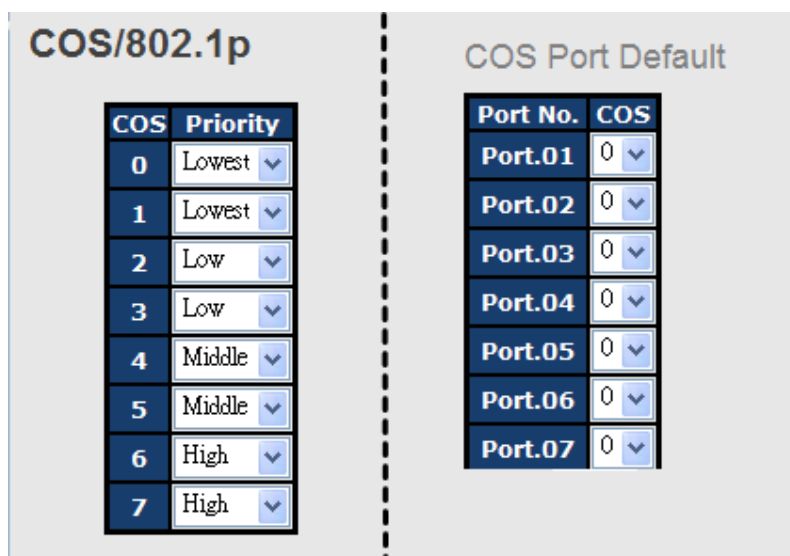 COS/802.1p
COS Priority
0 Lowest
1 Lowest
2 Low
3 Low
4 Middle
5 Middle
6 High
7 High
COS Port Default
Port No. COS
Port.01 0
Port.02 0
Port.03 0
Port.04 0
Port.05 0
Port.06 0
Port.07 0